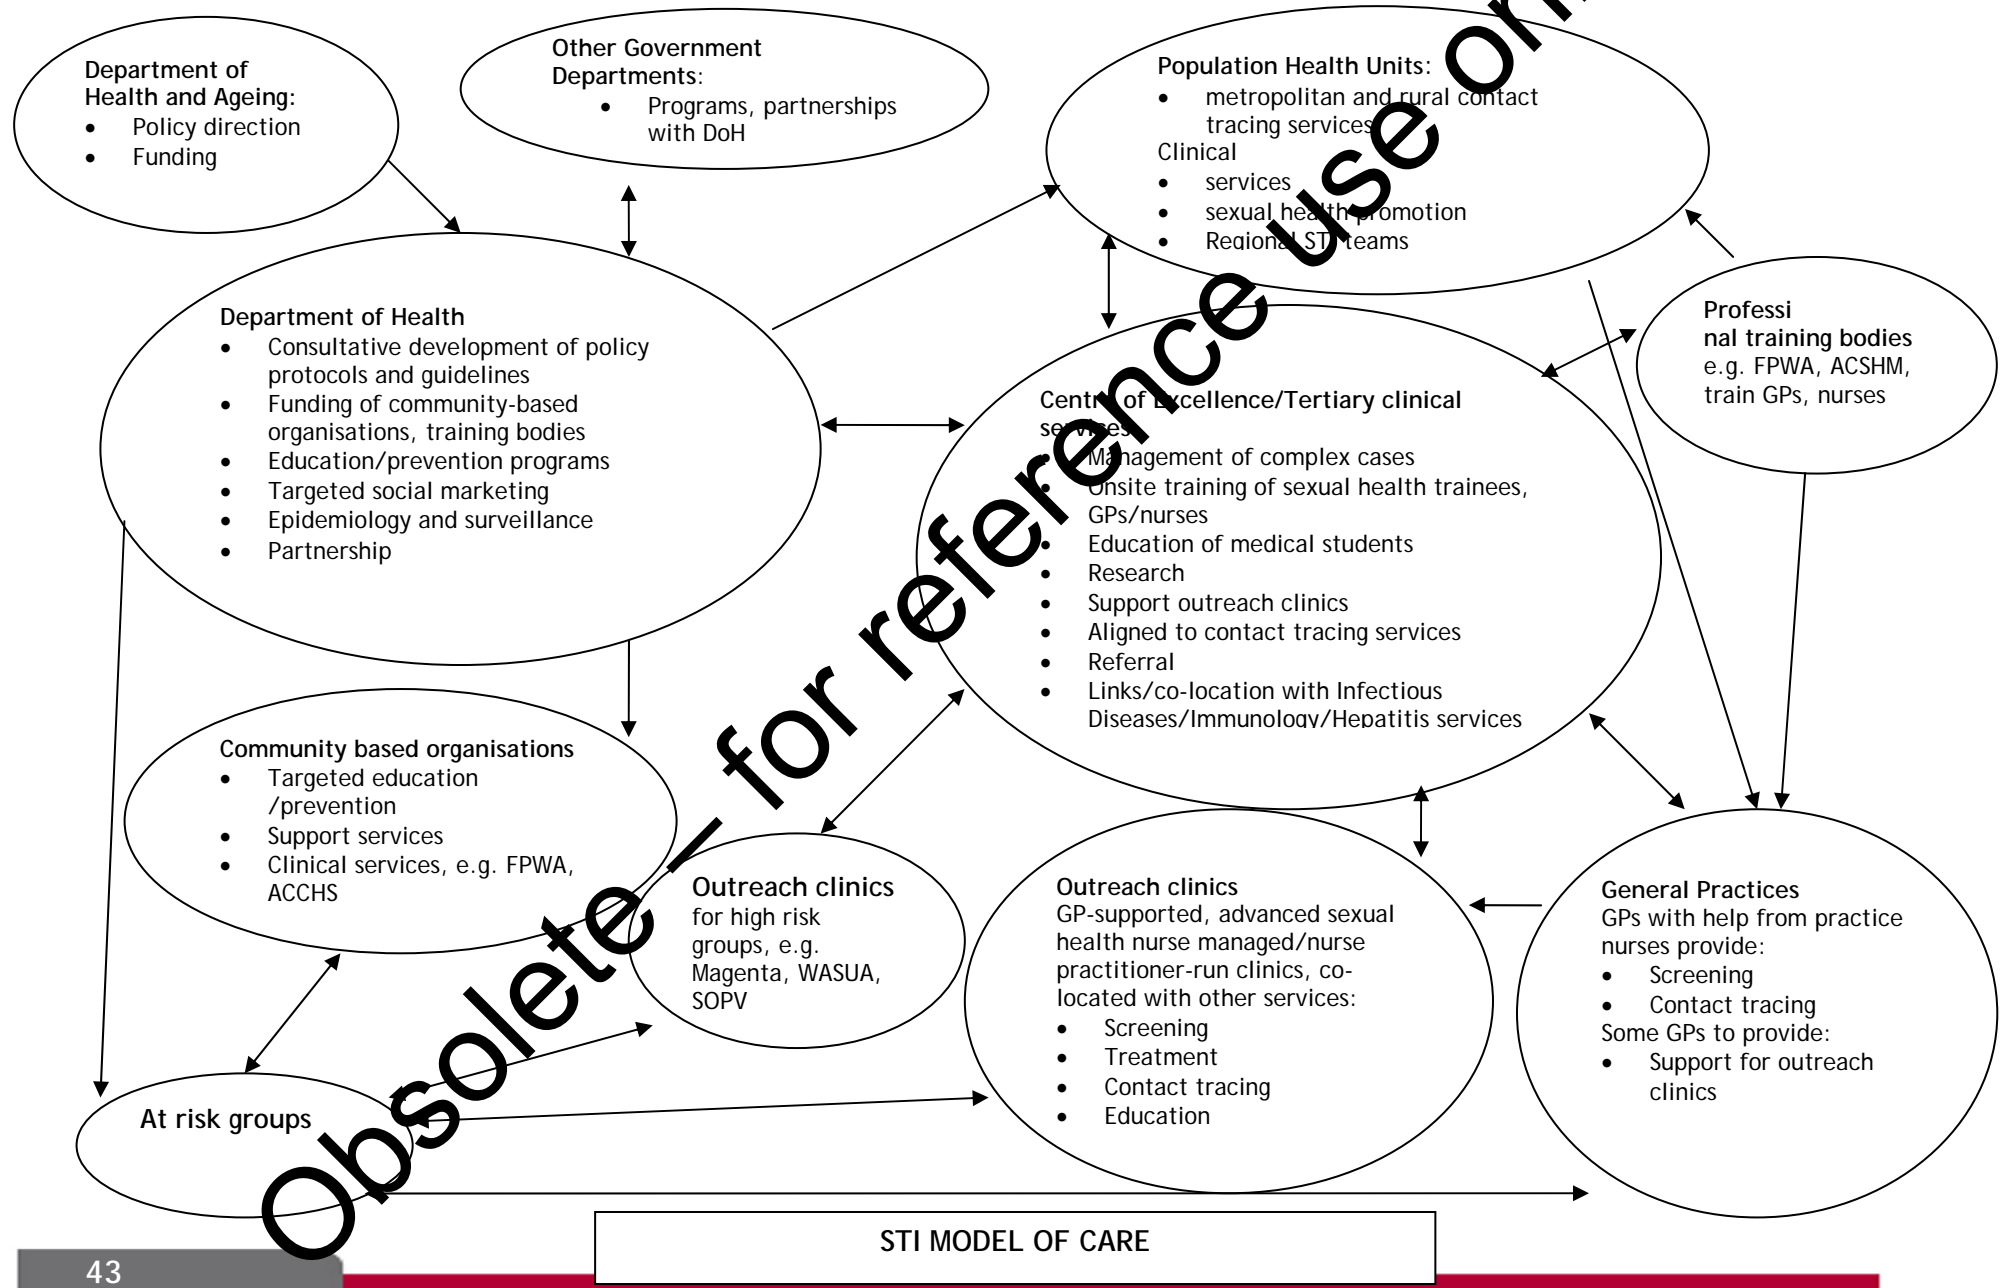 Department of
Health and Ageing:
• Policy direction
• Funding
Other Government
Departments:
• Programs, partnerships
with DoH
Population Health Units:
• metropolitan and rural contact
tracing services
Clinical
• services
• sexual health promotion
• Regional STI teams
Professi
nal training bodies
e.g. FPWA, ACSHM,
train GPs, nurses
Department of Health
• Consultative development of policy
protocols and guidelines
• Funding of community-based
organisations, training bodies
• Education/prevention programs
• Targeted social marketing
• Epidemiology and surveillance
• Partnership
Centre of Excellence/Tertiary clinical
services
• Management of complex cases
• Onsite training of sexual health trainees,
GPs/nurses
• Education of medical students
• Research
• Support outreach clinics
• Aligned to contact tracing services
• Referral
• Links/co-location with Infectious
Diseases/Immunology/Hepatitis services
Community based organisations
• Targeted education
/prevention
• Support services
• Clinical services, e.g. FPWA,
ACCHS
Outreach clinics
for high risk
groups, e.g.
Magenta, WASUA,
SOPV
Outreach clinics
GP-supported, advanced sexual
health nurse managed/nurse
practitioner-run clinics, co-
located with other services:
• Screening
• Treatment
• Contact tracing
• Education
General Practices
GPs with help from practice
nurses provide:
• Screening
• Contact tracing
Some GPs to provide:
• Support for outreach
clinics
At risk groups
STI MODEL OF CARE
43
Obsolete / for reference use